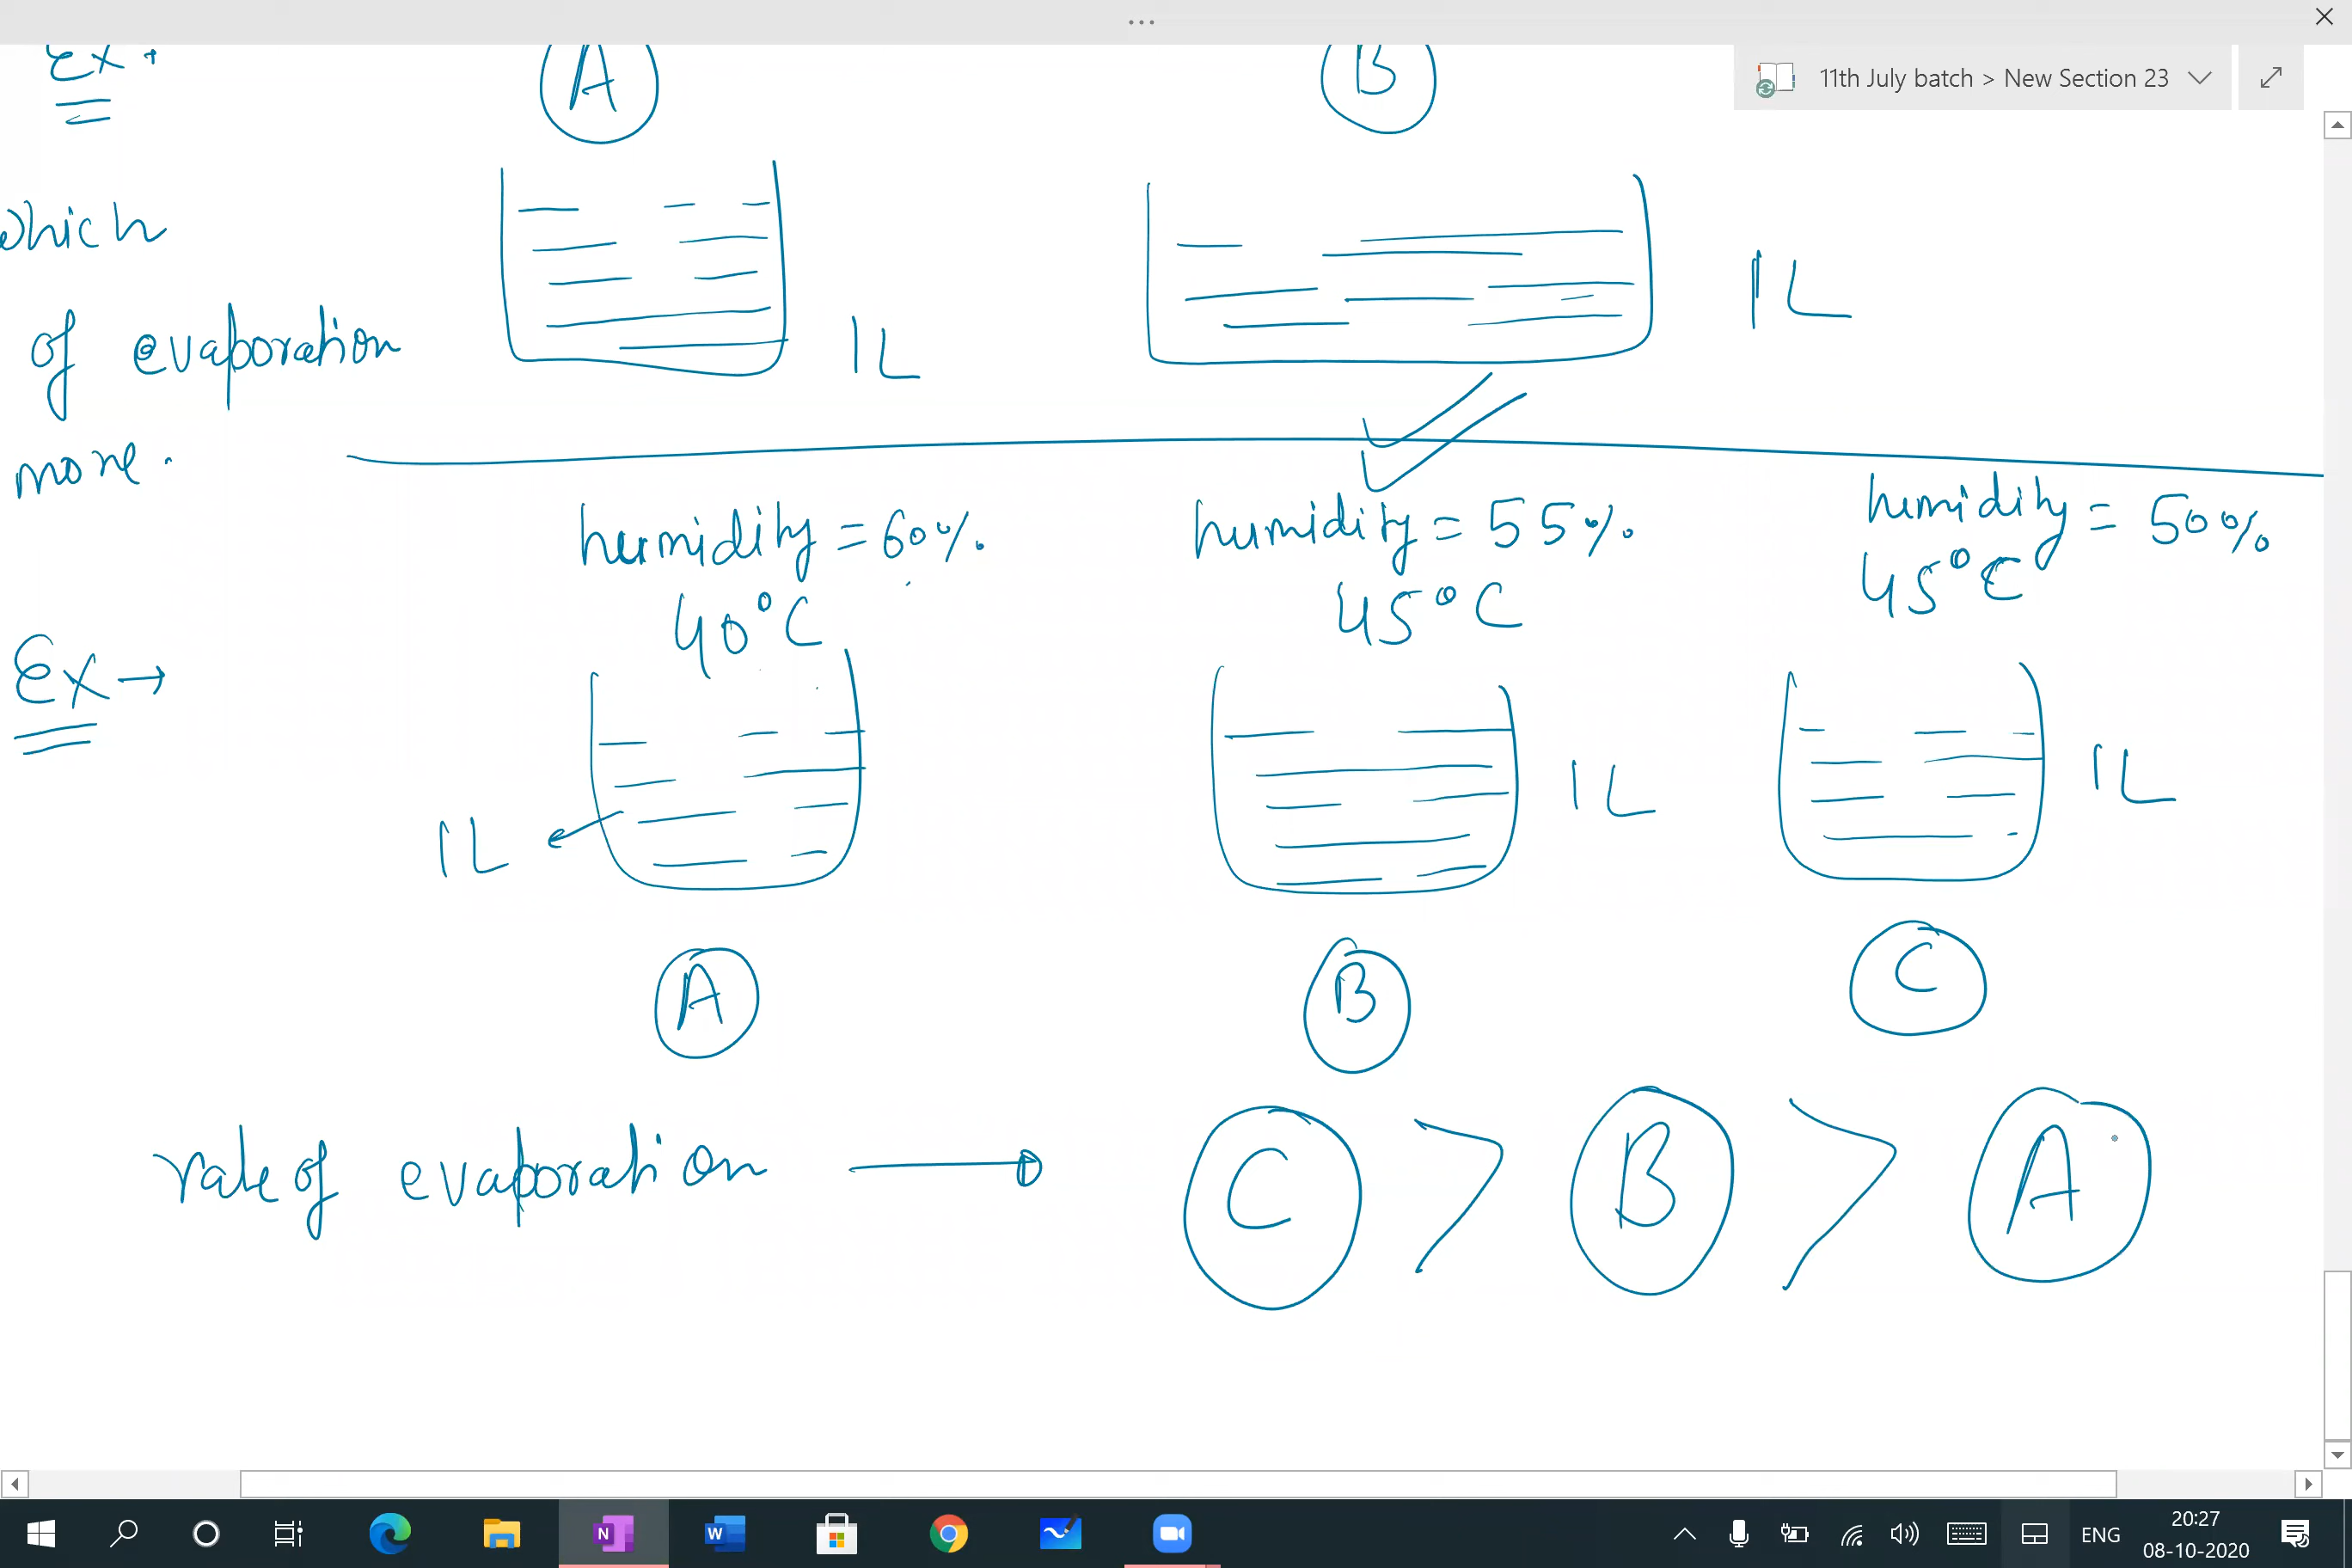 ...
11th July batch > New Section 23
Ex
A
B
which
of evaporation
more.
1L
1L
humidity = 60%.
40°C
humidity = 55%.
45°C
humidity = 50%
45°C
Ex →
1L
1L
1L
A
B
C
rate of evaporation → C > B > A
N
W
ENG
20:27
08-10-2020